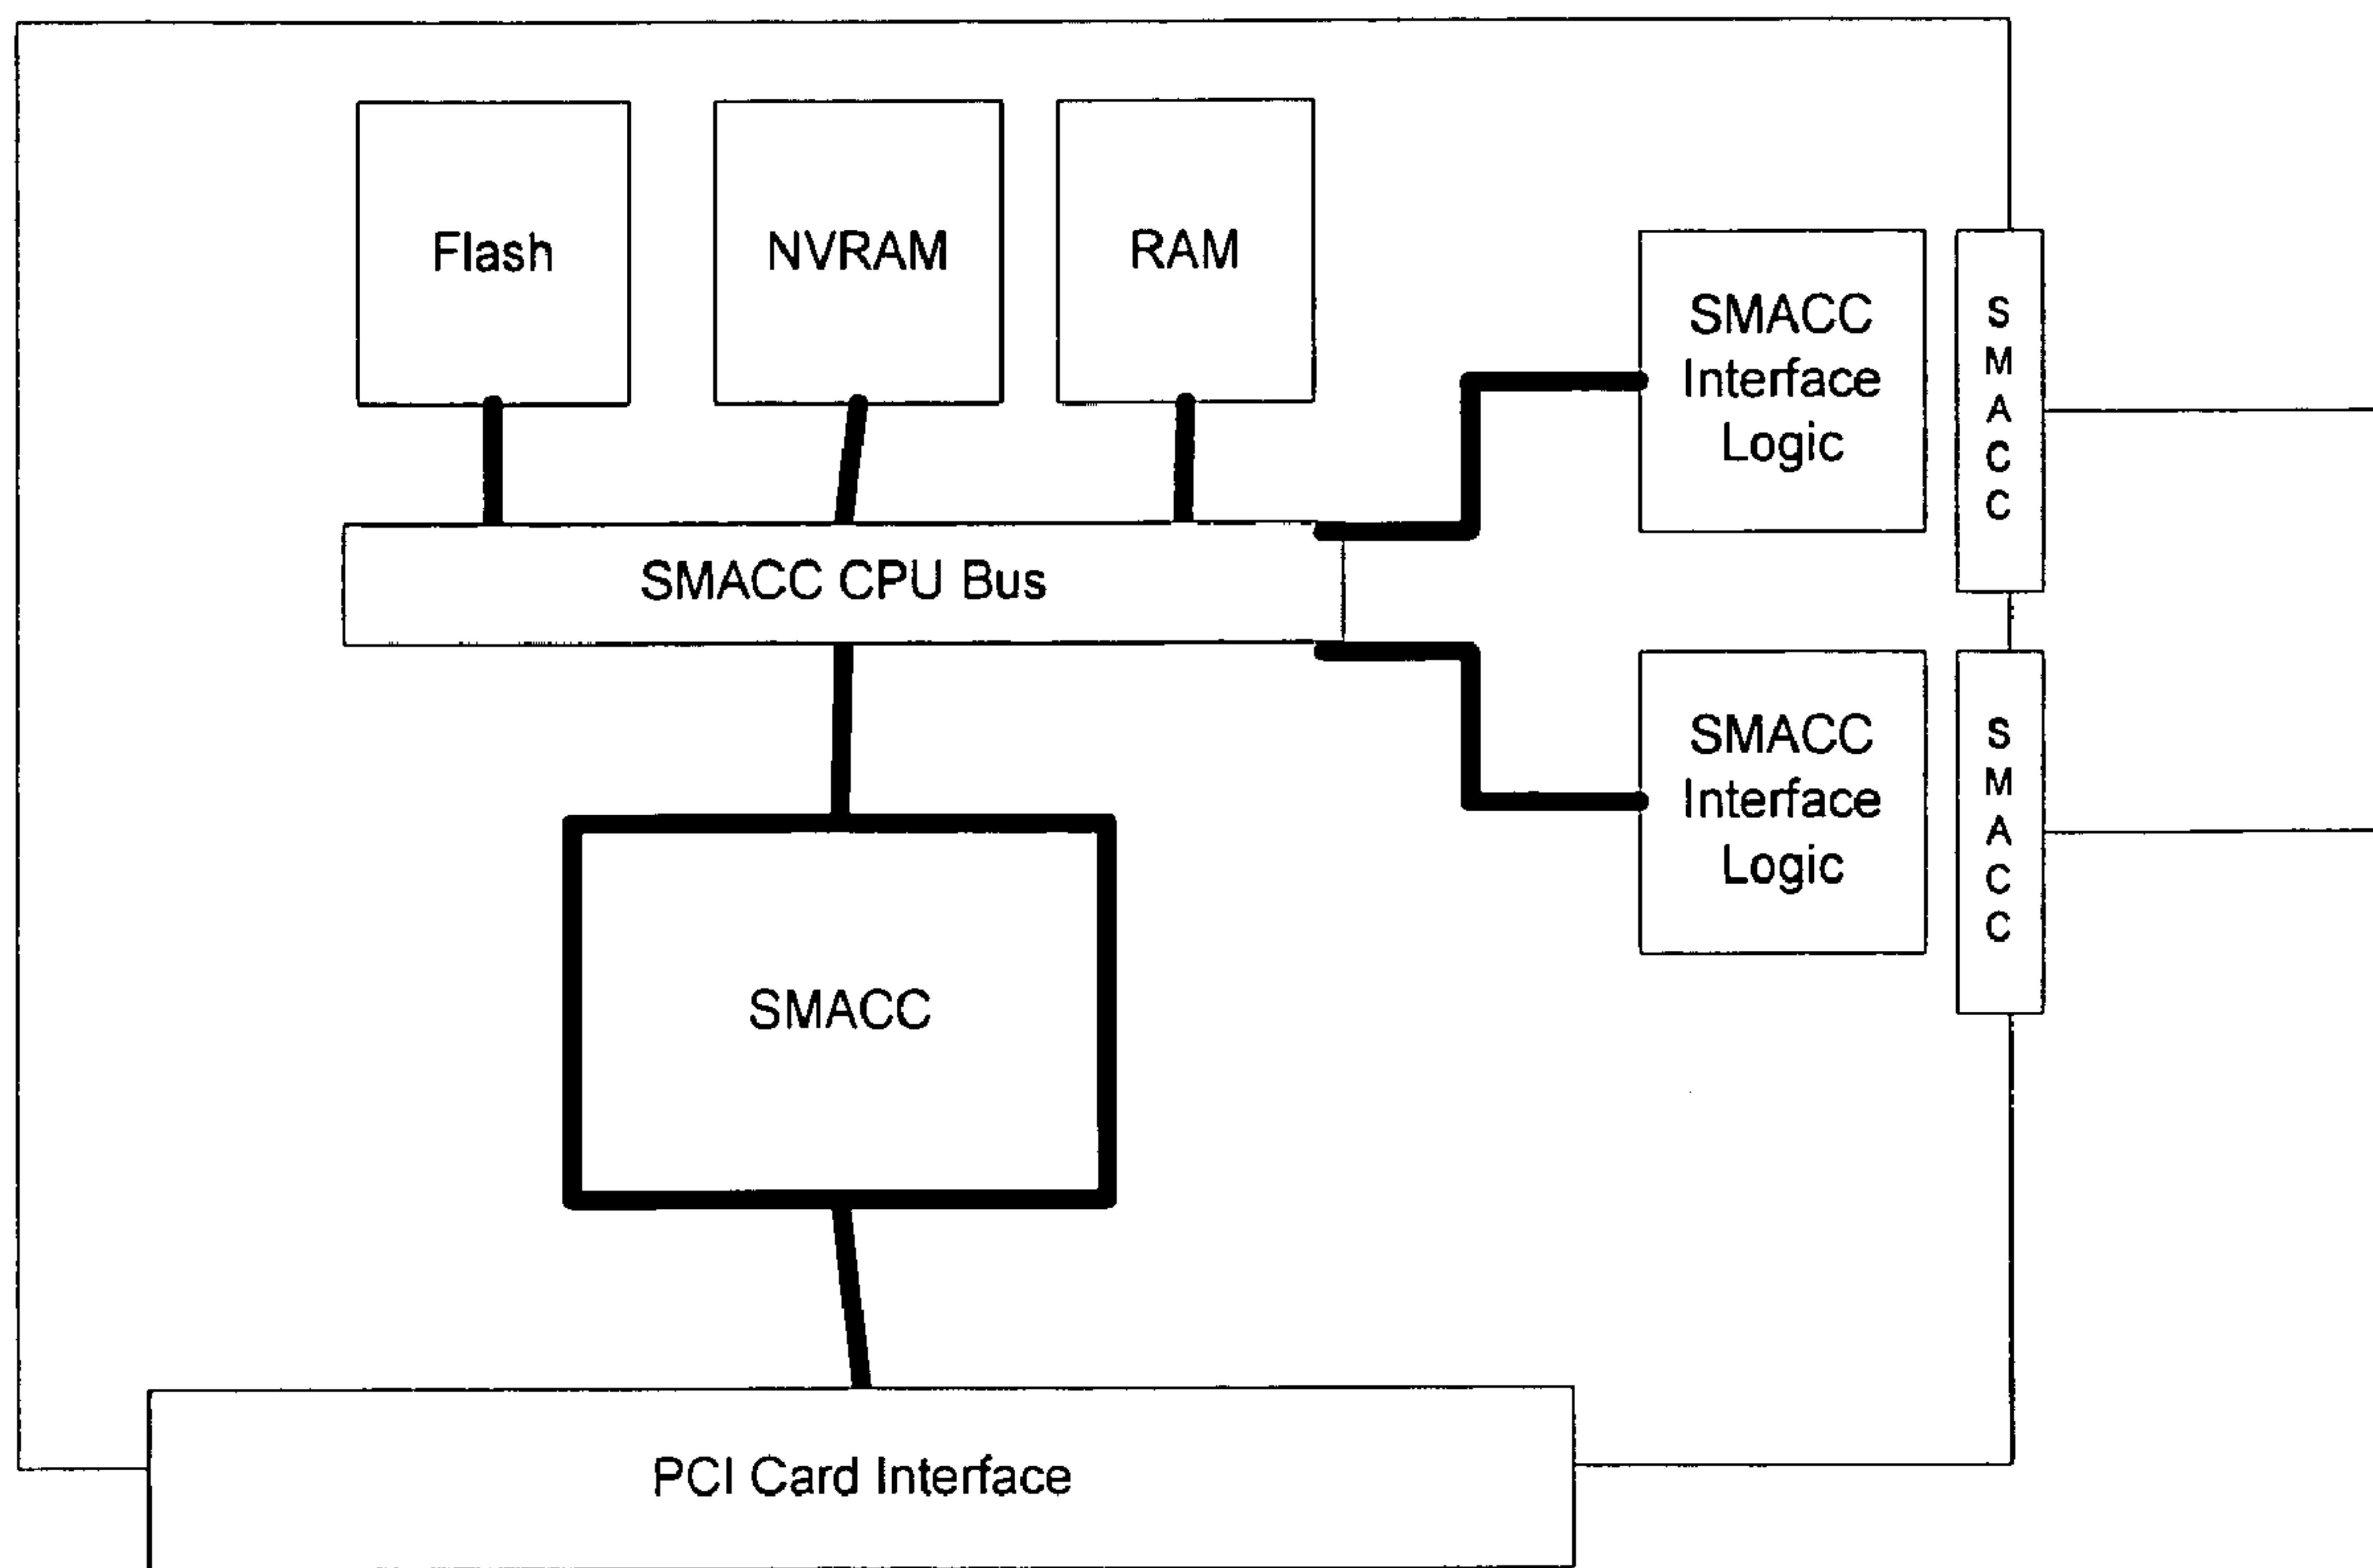 Flash
NVRAM
RAM
SMACC
Interface
Logic
S
M
A
C
C
SMACC CPU Bus
SMACC
Interface
Logic
S
M
A
C
C
SMACC
PCI Card Interface